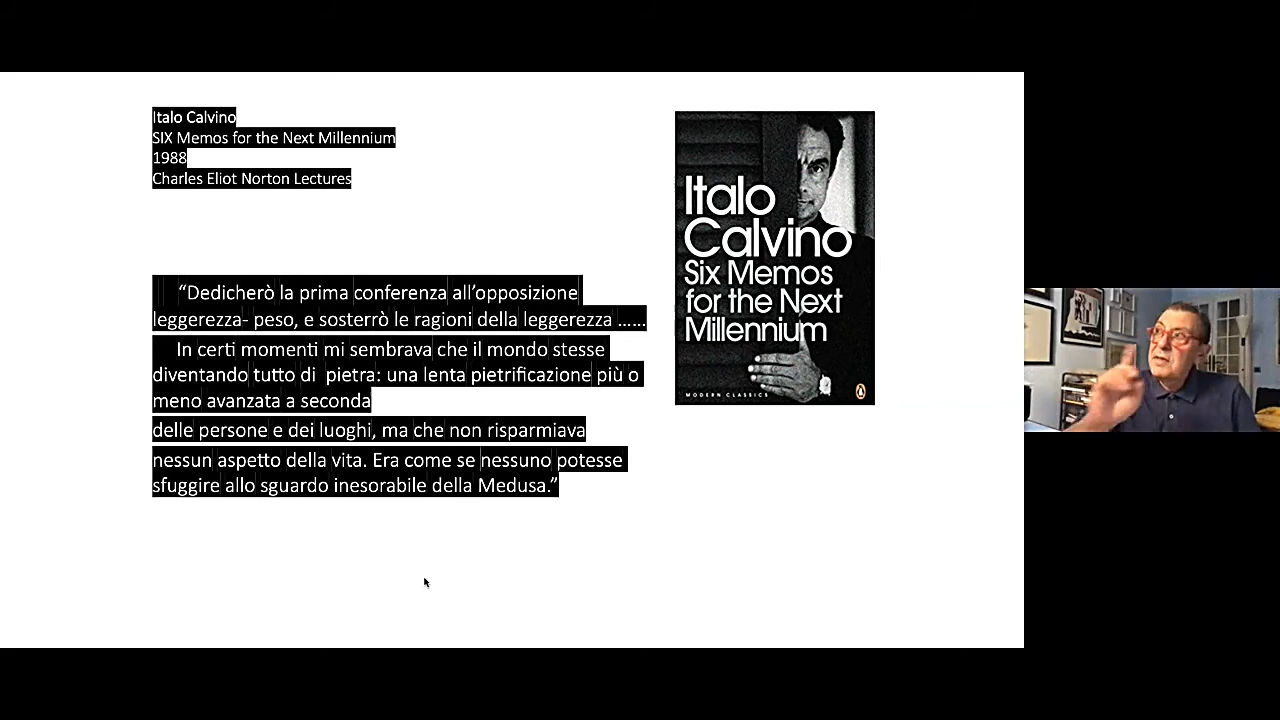 Italo Calvino
SIX Memos for the Next Millennium
1988
Charles Eliot Norton Lectures
“Dedicherò la prima conferenza all’opposizione
leggerezza- peso, e sosterrò le ragioni della leggerezza ……
In certi momenti mi sembrava che il mondo stesse
diventando tutto di pietra: una lenta pietrificazione più o
meno avanzata a seconda
delle persone e dei luoghi, ma che non risparmiava
nessun aspetto della vita. Era come se nessuno potesse
sfuggire allo sguardo inesorabile della Medusa.”
Italo
Calvino
Six Memos
for the Next
Millennium
MODERN CLASSICS